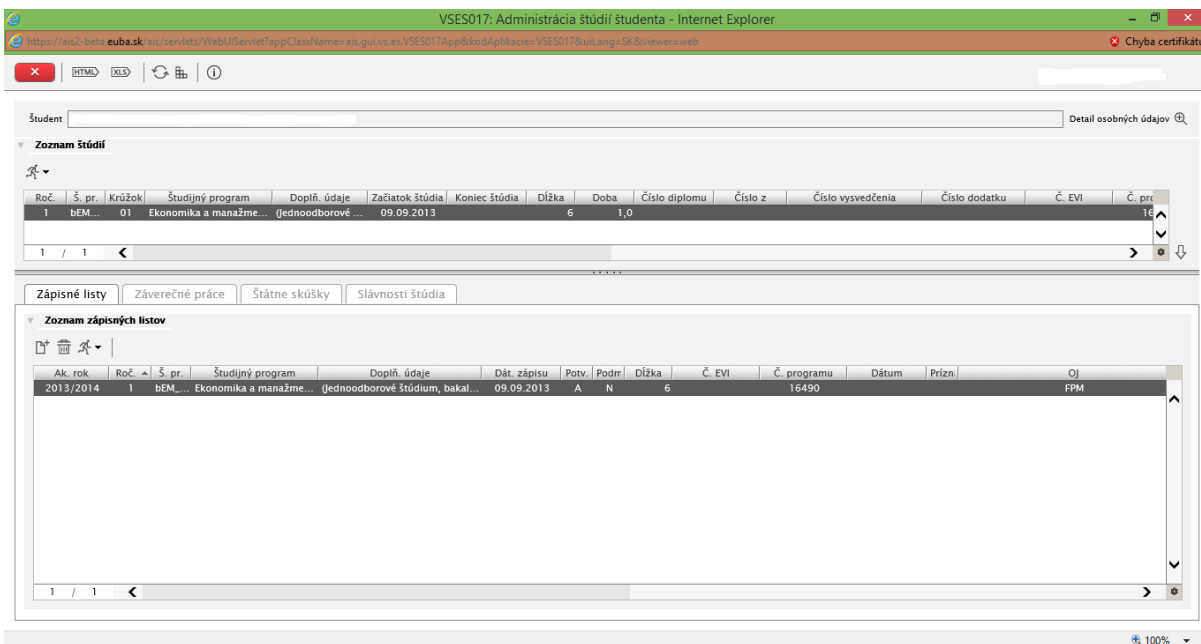 VSES017: Administrácia štúdií študenta - Internet Explorer
https://ais2-beta.euba.sk/ais/servlets/WebUIServlet?appClassName=ais.gui.vs.es.VSES017App&kodAplikacie=VSES017&uiLang=SK&viewer=web Chyba certifikátu
HTML XLS
Študent Detail osobných údajov
Zoznam štúdií
Roč. Š. pr. Krúžok Študijný program Doplň. údaje Začiatok štúdia Koniec štúdia Dĺžka Doba Číslo diplomu Číslo z Číslo vysvedčenia Číslo dodatku Č. EVI Č. prc
1 bEM... 01 Ekonomika a manažme... (Jednoodborové ... 09.09.2013 6 1,0 16
1 / 1
Zápisné listy Záverečné práce Štátne skúšky Slávnosti štúdia
Zoznam zápisných listov
Ak. rok Roč. Š. pr. Študijný program Doplň. údaje Dát. zápisu Potv. Podm Dĺžka Č. EVI Č. programu Dátum Prízn. OJ
2013/2014 1 bEM_... Ekonomika a manažme... (Jednoodborové štúdium, bakal... 09.09.2013 A N 6 16490 FPM
1 / 1
100%